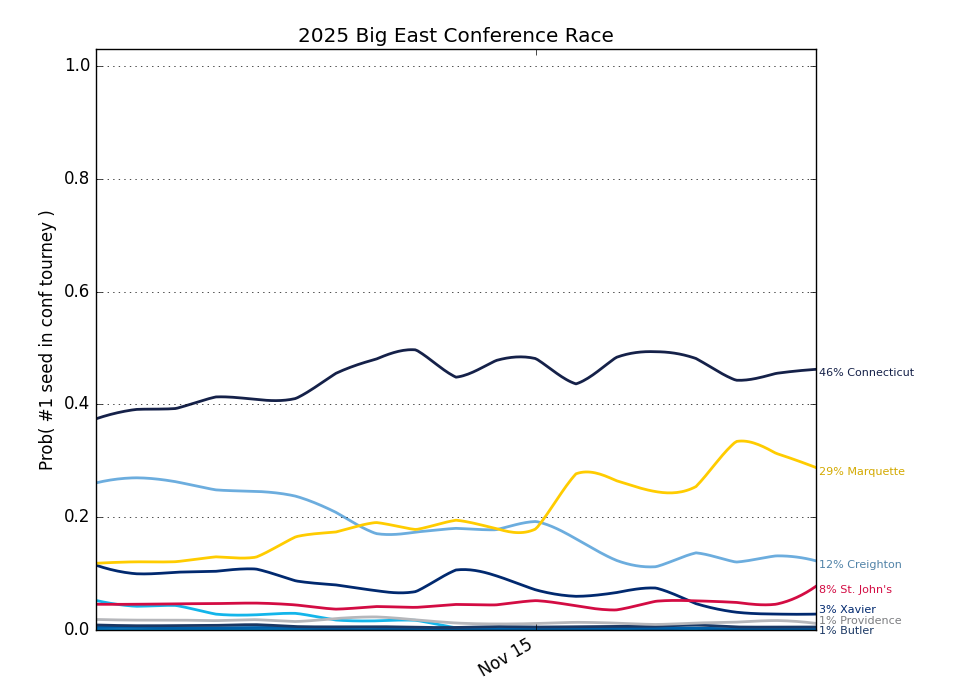 2025 Big East Conference Race
Prob( #1 seed in conf tourney )
1.0
0.8
0.6
0.4
0.2
0.0
Nov 15
46% Connecticut
29% Marquette
12% Creighton
8% St. John's
3% Xavier
1% Providence
1% Butler